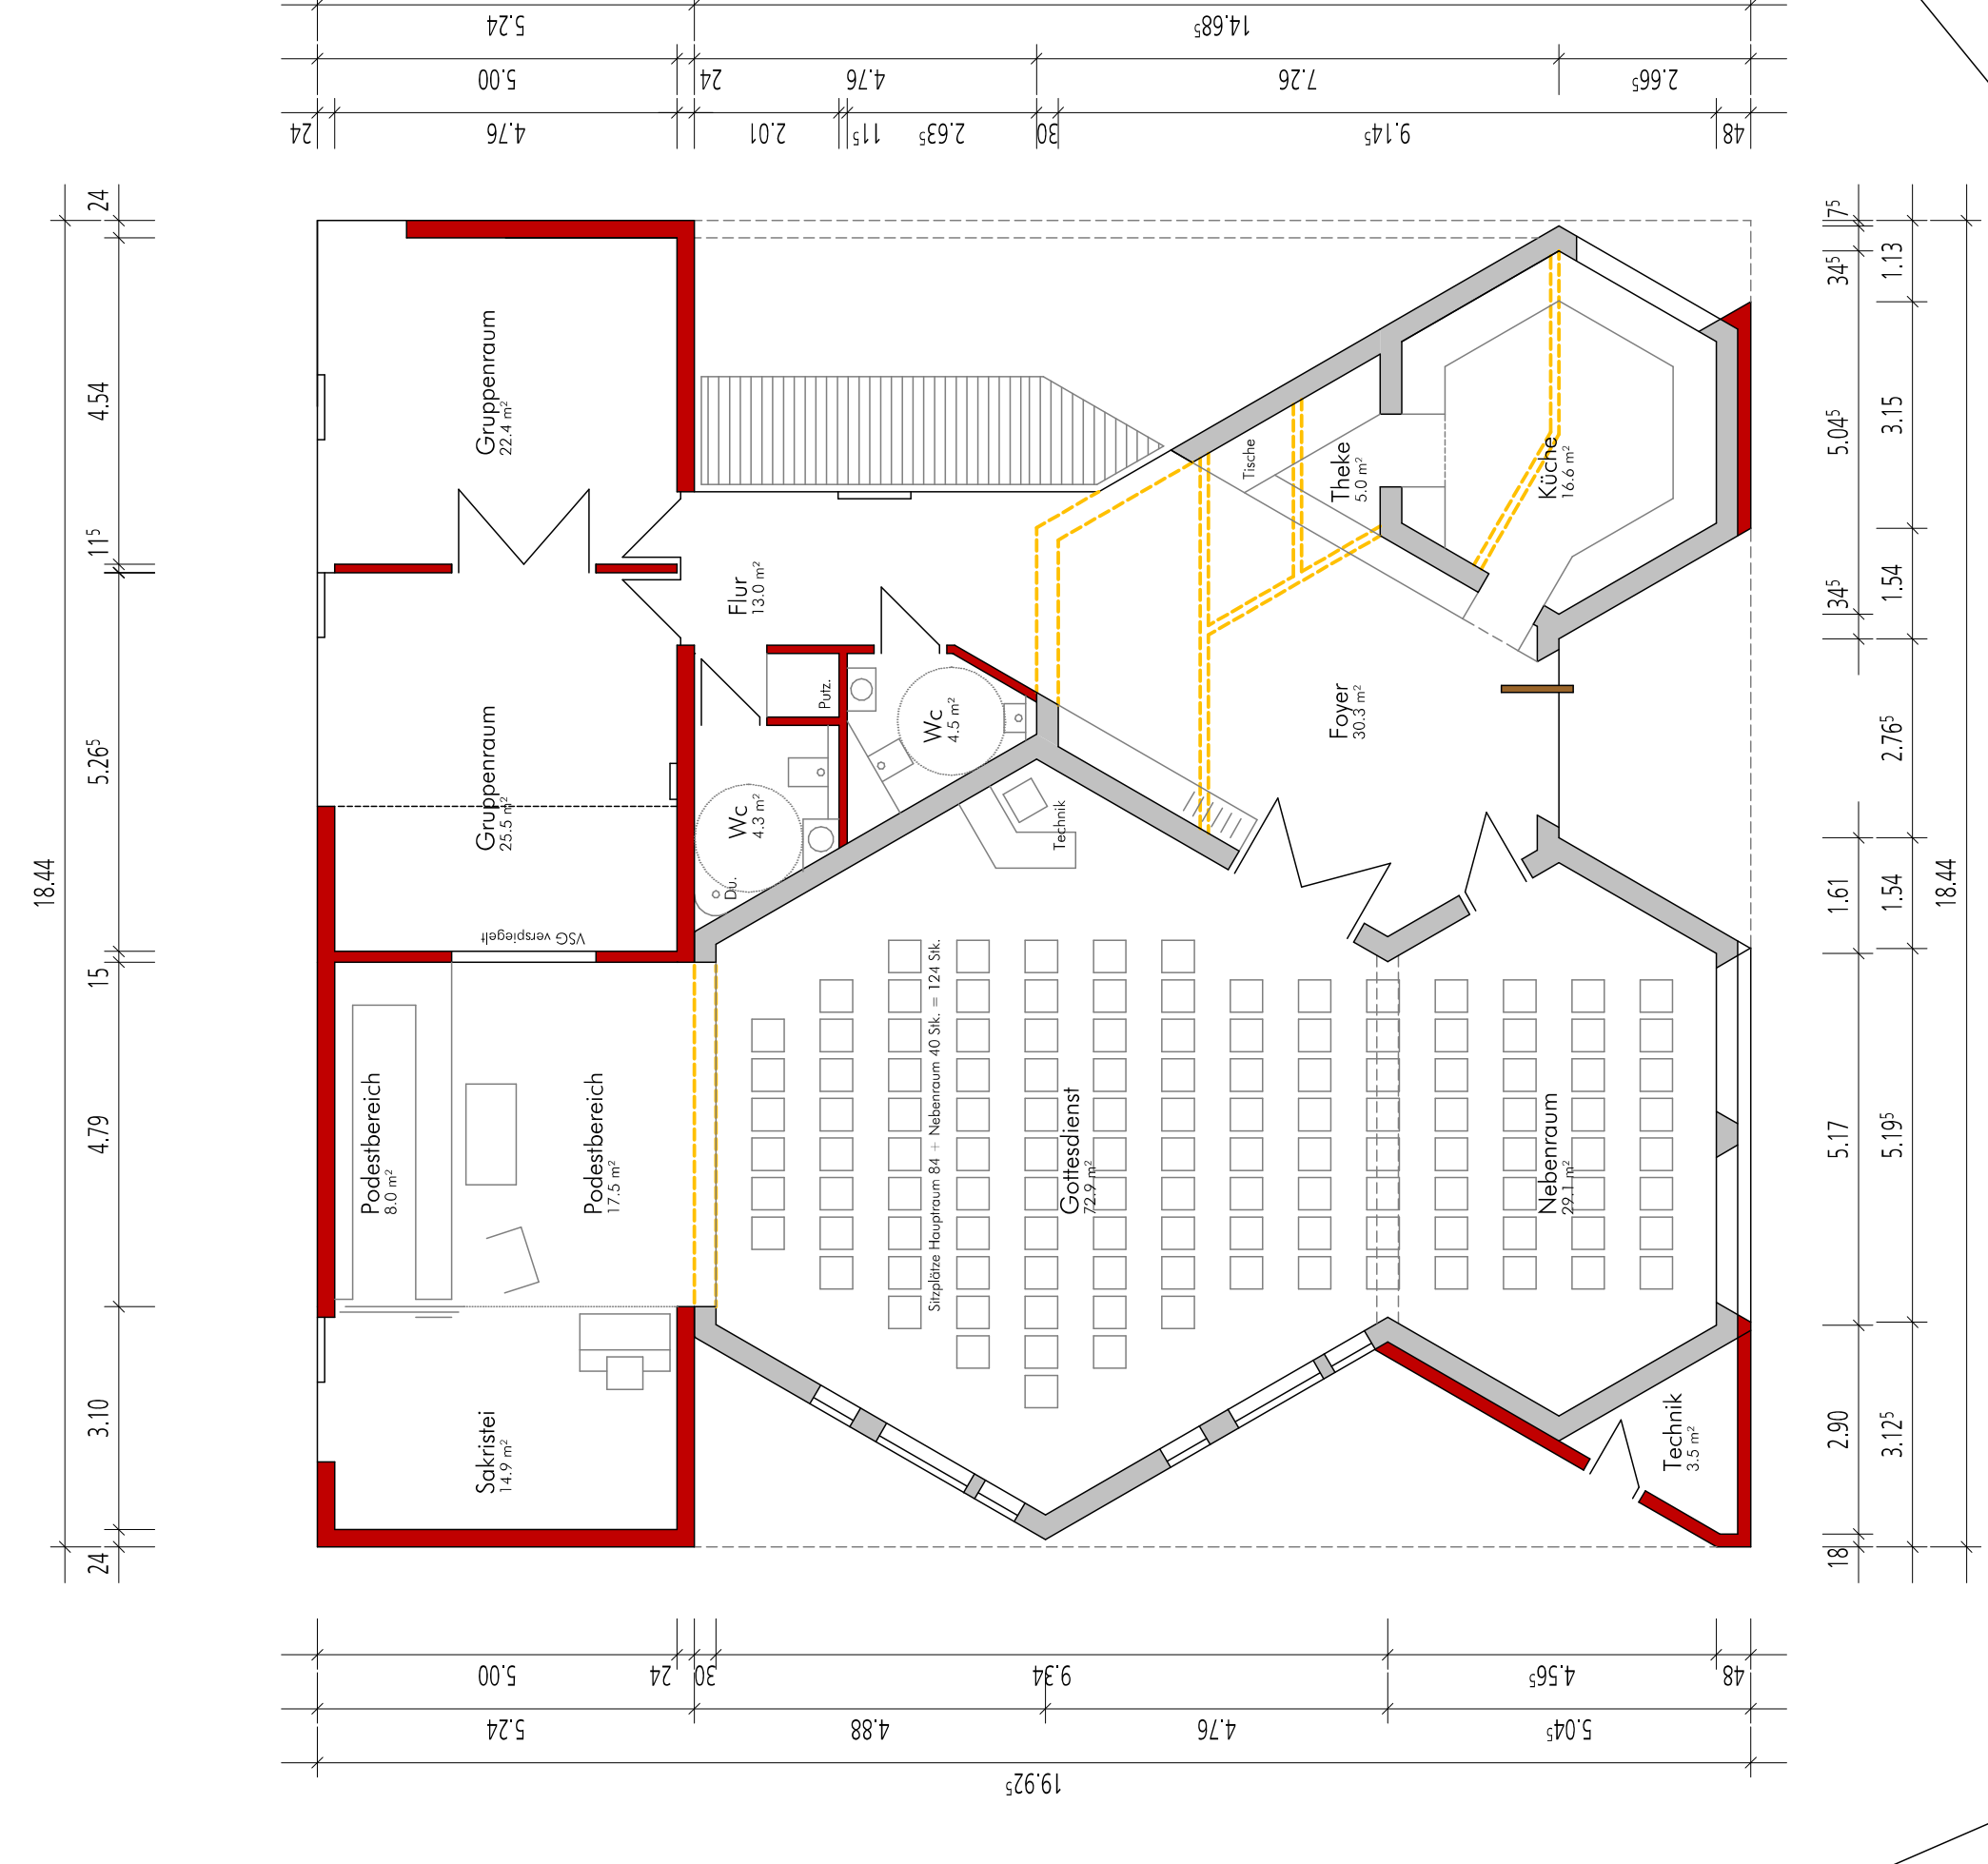 5.24
14.68⁵
5.00
24
4.76
7.26
2.66⁵
24
4.76
2.01
11⁵
2.63⁵
30
9.14⁵
48
24
4.54
11⁵
5.26⁵
15
4.79
3.10
24
18.44
Gruppenraum
22.4 m²
Gruppenraum
25.5 m²
VSG verspiegelt
Flur
13.0 m²
Putz.
Wc
4.5 m²
Wc
4.3 m²
Du.
Technik
Tische
Theke
5.0 m²
Küche
16.6 m²
Foyer
30.3 m²
Podestbereich
8.0 m²
Podestbereich
17.5 m²
Sitzplätze Hauptraum 84 + Nebenraum 40 Stk. = 124 Stk.
Gottesdienst
72.9 m²
Nebenraum
29.1 m²
Sakristei
14.9 m²
Technik
3.5 m²
7⁵
34⁵
5.04⁵
34⁵
1.61
5.17
2.90
18
1.13
3.15
1.54
2.76⁵
1.54
5.19⁵
3.12⁵
18.44
5.00
24
30
9.34
4.56⁵
48
5.24
4.88
4.76
5.04⁵
19.92⁵